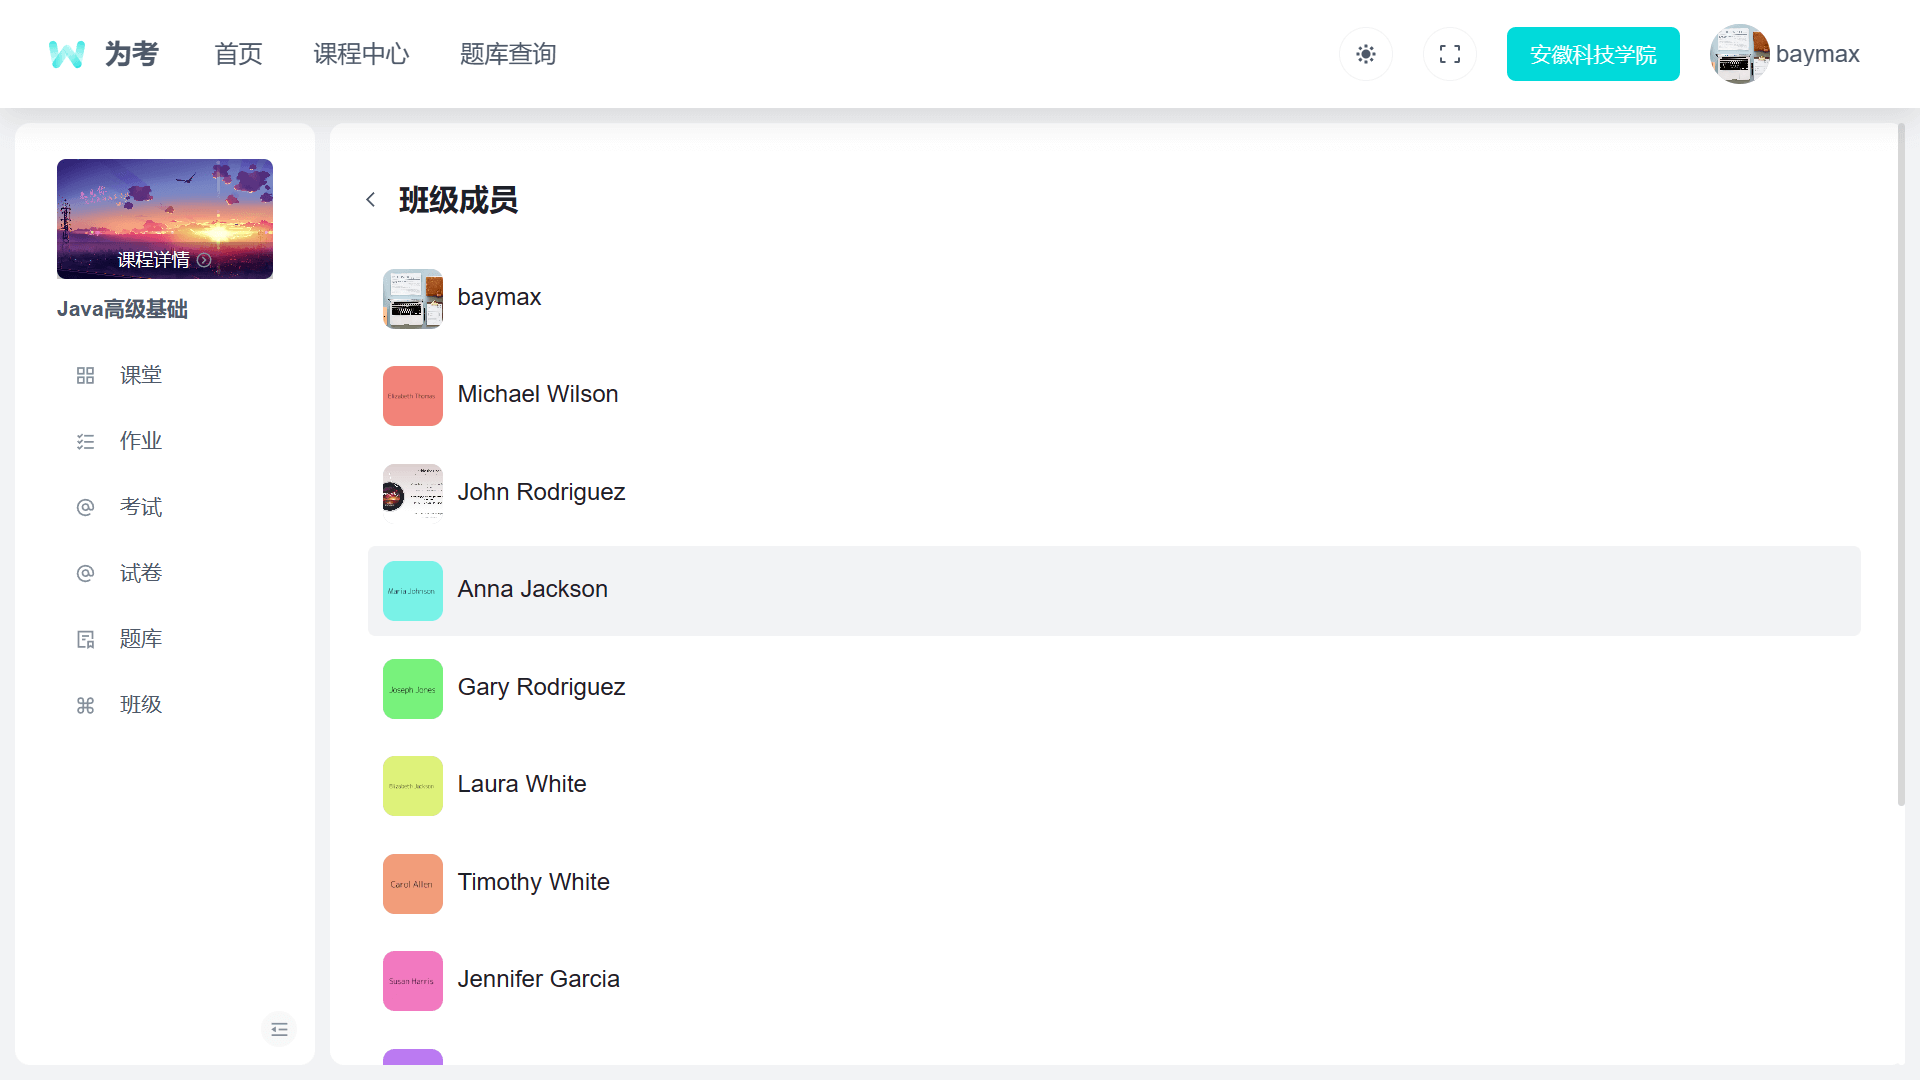 为考
首页
课程中心
题库查询
安徽科技学院
baymax
课程详情
Java高级基础
课堂
作业
考试
试卷
题库
班级
班级成员
baymax
Elizabeth Thomas
Michael Wilson
John Rodriguez
Maria Johnson
Anna Jackson
Joseph Jones
Gary Rodriguez
Elizabeth Jackson
Laura White
Carol Allen
Timothy White
Susan Harris
Jennifer Garcia